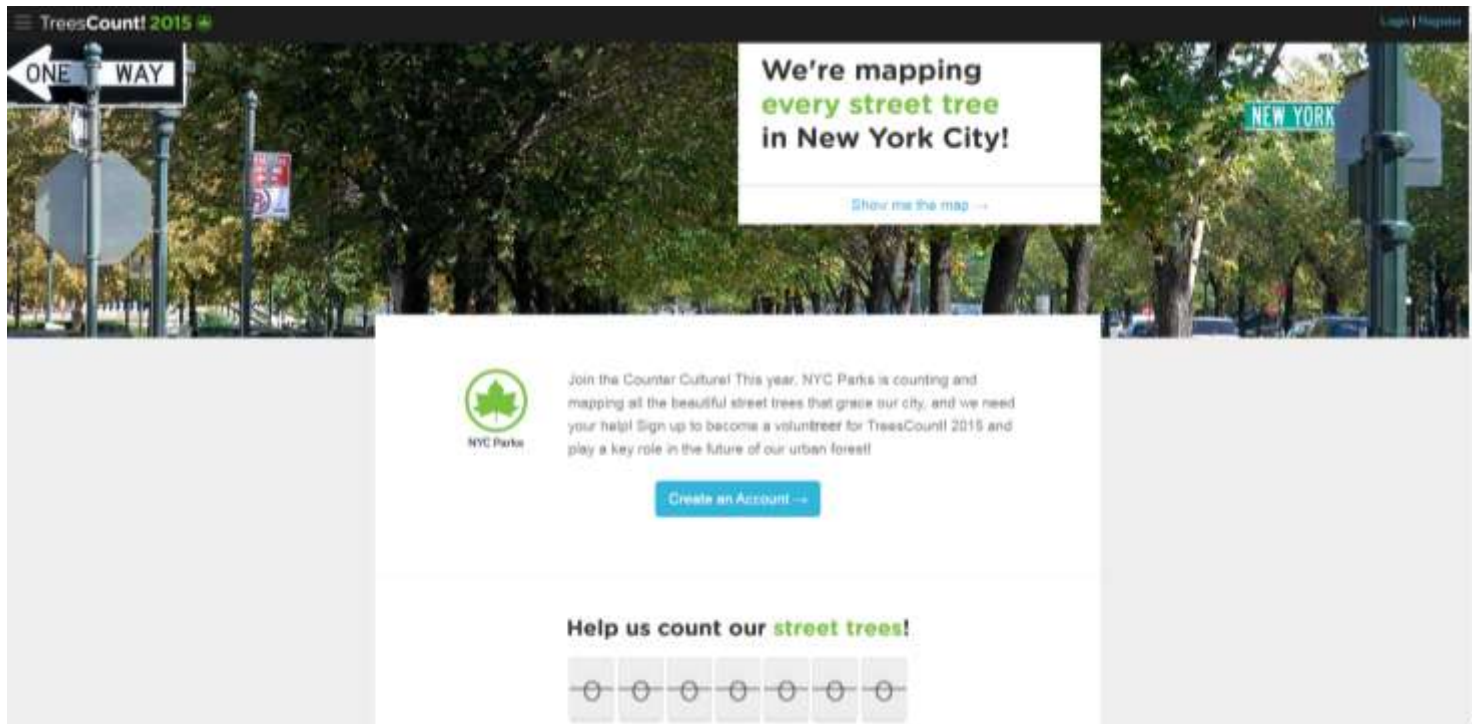 TreesCount! 2015
Login | Register
ONE WAY
We're mapping
every street tree
in New York City!
NEW YORK
Show me the map →
Join the Counter Culture! This year, NYC Parks is counting and
mapping all the beautiful street trees that grace our city, and we need
your help! Sign up to become a voluntreer for TreesCount! 2015 and
play a key role in the future of our urban forest!
NYC Parks
Create an Account →
Help us count our street trees!
0 0 0 0 0 0 0